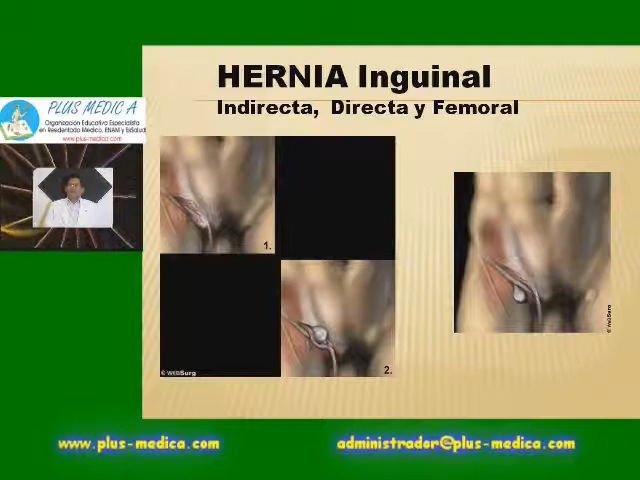 HERNIA Inguinal
Indirecta, Directa y Femoral
PLUS MEDIC A
Organización Educativa Especialista
en Residentado Médico, ENAM y EsSalud
www.plus-medica.com
1.
2.
© WEBSurg
© WEBSurg
www.plus-medica.com
administrador@plus-medica.com